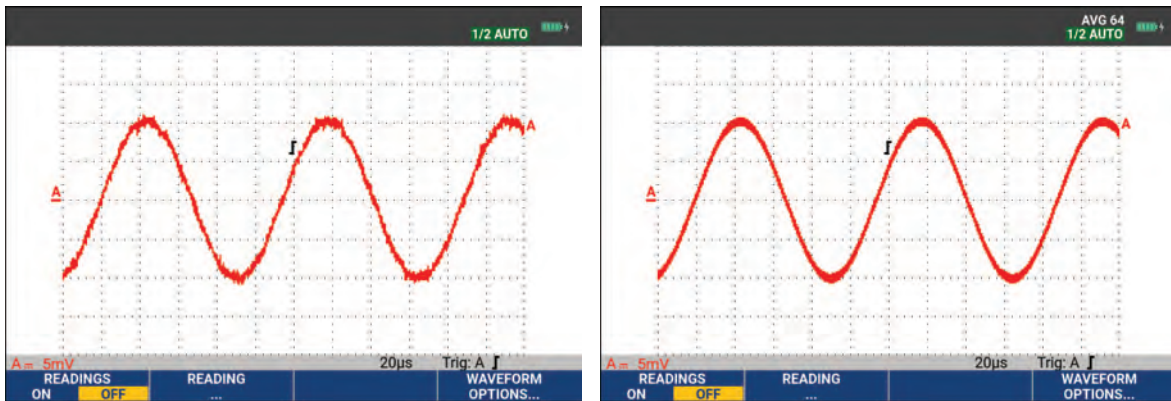 1/2 AUTO
A
A
A = 5mV 20µs Trig: A
READINGS READING WAVEFORM
ON OFF ... OPTIONS...
AVG 64
1/2 AUTO
A
A
A = 5mV 20µs Trig: A
READINGS READING WAVEFORM
ON OFF ... OPTIONS...